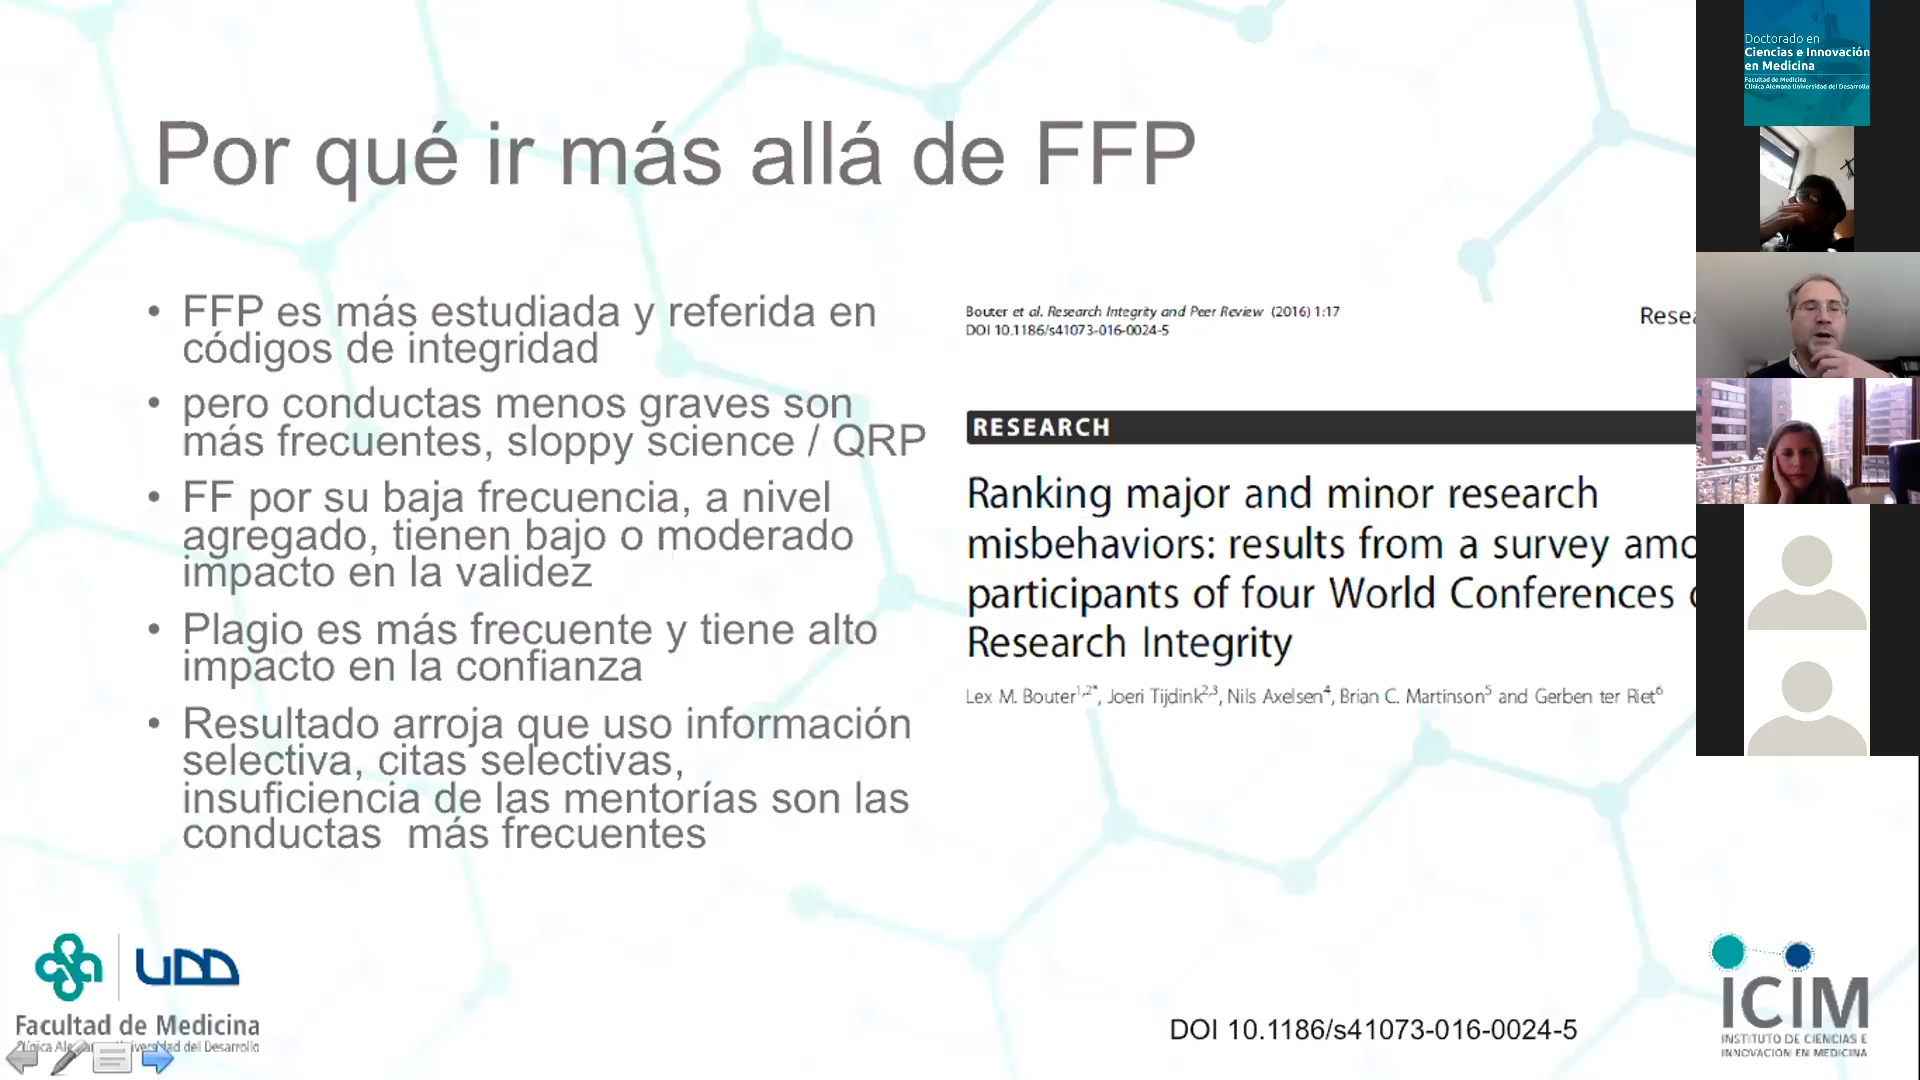 Por qué ir más allá de FFP
• FFP es más estudiada y referida en
códigos de integridad
• pero conductas menos graves son
más frecuentes, sloppy science / QRP
• FF por su baja frecuencia, a nivel
agregado, tienen bajo o moderado
impacto en la validez
• Plagio es más frecuente y tiene alto
impacto en la confianza
• Resultado arroja que uso información
selectiva, citas selectivas,
insuficiencia de las mentorías son las
conductas  más frecuentes
Bouter et al. Research Integrity and Peer Review (2016) 1:17
DOI 10.1186/s41073-016-0024-5
Resea
RESEARCH
Ranking major and minor research
misbehaviors: results from a survey amo
participants of four World Conferences
Research Integrity
Lex M. Bouter1,2*, Joeri Tijdink2,3, Nils Axelsen4, Brian C. Martinson5 and Gerben ter Riet6
DOI 10.1186/s41073-016-0024-5
UDD
Facultad de Medicina
del Desarrollo
ICIM
INSTITUTO DE CIENCIAS E
INNOVACION EN MEDICINA
Doctorado en
Ciencias e Innovación
en Medicina
Facultad de Medicina
Clínica Alemana Universidad del Desarrollo